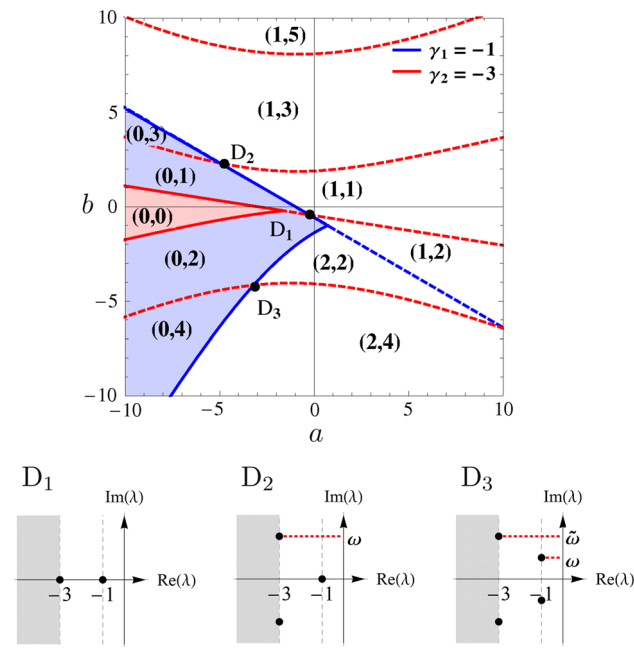 10
(1,5)
γ₁ = −1
γ₂ = −3
(1,3)
5
(0,3)
D₂
(0,1)
(1,1)
b
0
(0,0)
D₁
(0,2)
(2,2)
(1,2)
−5
D₃
(0,4)
(2,4)
−10
−10 −5 0 5 10
a
D₁ D₂ D₃
Im(λ) Im(λ) Im(λ)
ω ω̃
ω
Re(λ) Re(λ) Re(λ)
−3 −1 −3 −1 −3 −1